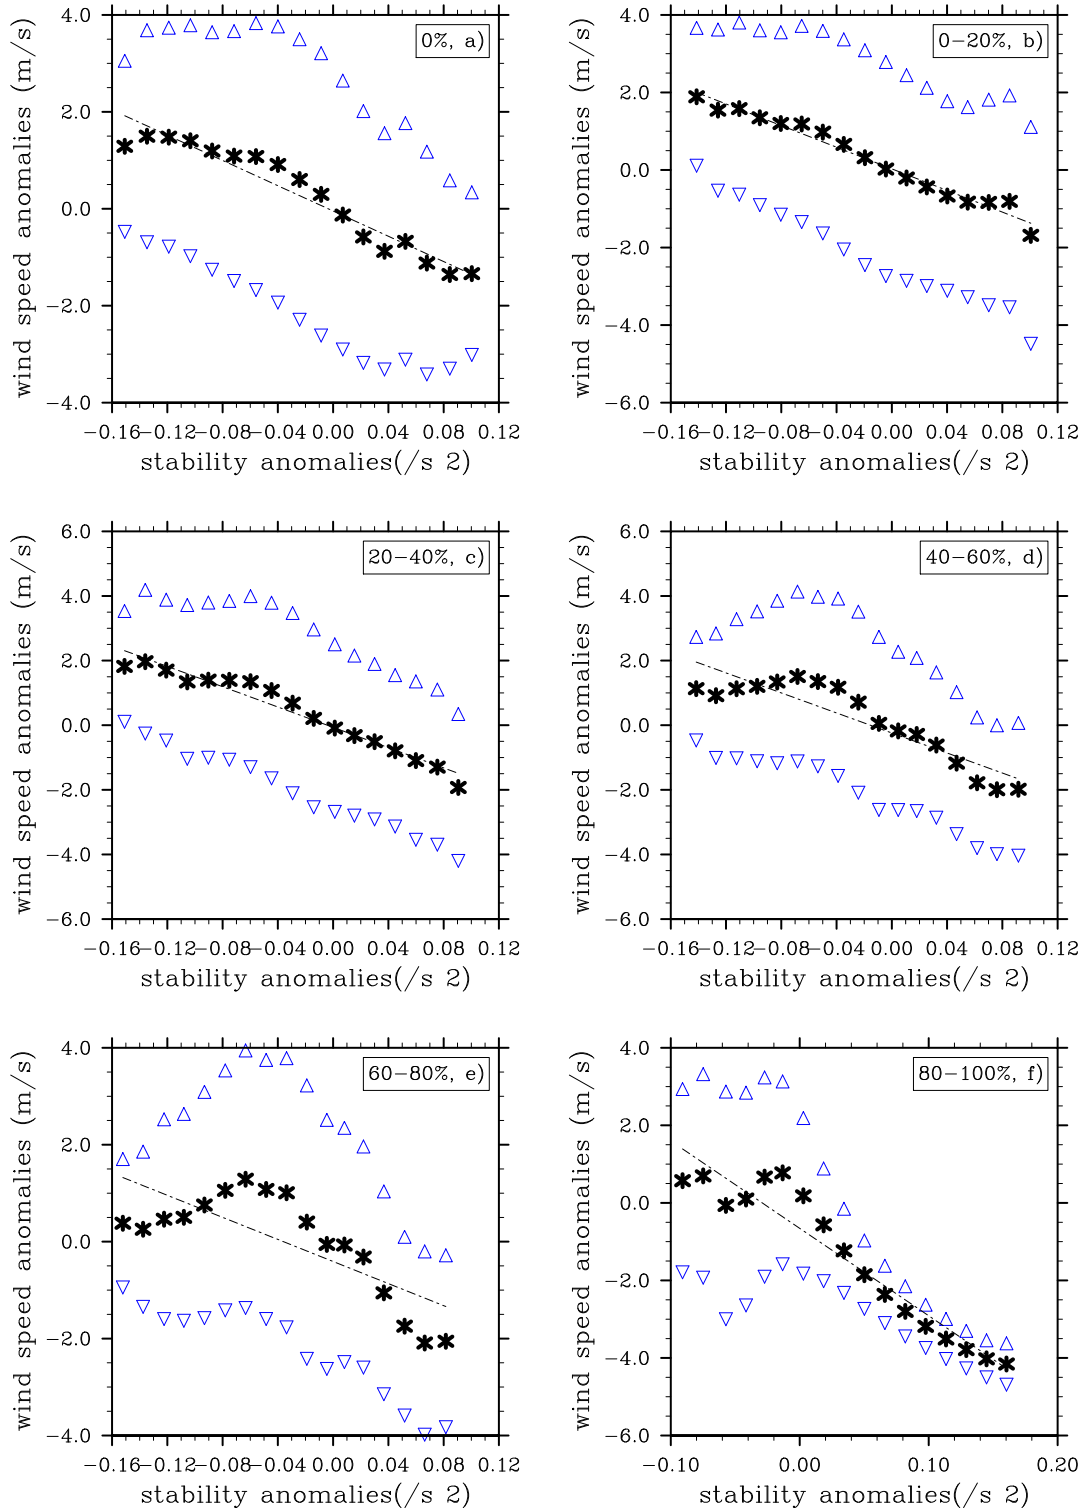 4.0
2.0
0.0
−2.0
−4.0
wind speed anomalies (m/s)
0%, a)
−0.16 −0.12 −0.08 −0.04 0.00 0.04 0.08 0.12
stability anomalies(/s 2)
4.0
2.0
0.0
−2.0
−4.0
−6.0
wind speed anomalies (m/s)
0−20%, b)
−0.16 −0.12 −0.08 −0.04 0.00 0.04 0.08 0.12
stability anomalies(/s 2)
6.0
4.0
2.0
0.0
−2.0
−4.0
−6.0
wind speed anomalies (m/s)
20−40%, c)
−0.16 −0.12 −0.08 −0.04 0.00 0.04 0.08 0.12
stability anomalies(/s 2)
6.0
4.0
2.0
0.0
−2.0
−4.0
−6.0
wind speed anomalies (m/s)
40−60%, d)
−0.16 −0.12 −0.08 −0.04 0.00 0.04 0.08 0.12
stability anomalies(/s 2)
4.0
2.0
0.0
−2.0
−4.0
wind speed anomalies (m/s)
60−80%, e)
−0.16 −0.12 −0.08 −0.04 0.00 0.04 0.08 0.12
stability anomalies(/s 2)
4.0
2.0
0.0
−2.0
−4.0
−6.0
wind speed anomalies (m/s)
80−100%, f)
−0.10 0.00 0.10 0.20
stability anomalies(/s 2)